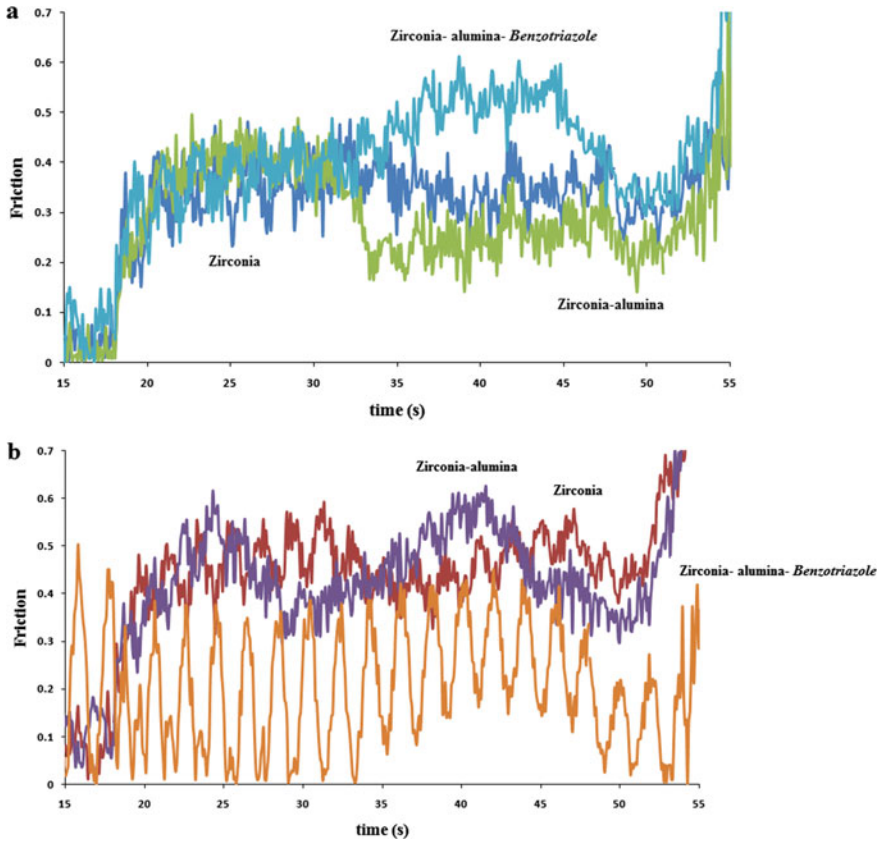 a
0.7
Zirconia- alumina- Benzotriazole
0.6
0.5
0.4
Friction
0.3
Zirconia
0.2
Zirconia-alumina
0.1
0
15 20 25 30 35 40 45 50 55
time (s)
b
0.7
Zirconia-alumina
Zirconia
0.6
0.5
Zirconia- alumina- Benzotriazole
0.4
Friction
0.3
0.2
0.1
0
15 20 25 30 35 40 45 50 55
time (s)